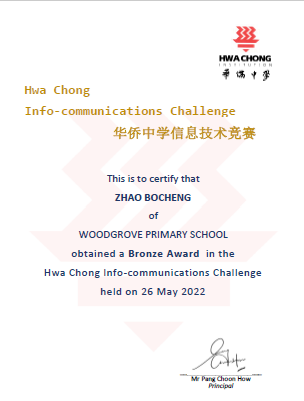 HWA CHONG
INSTITUTION
華僑中學
Hwa Chong
Info-communications Challenge
华侨中学信息技术竞赛
This is to certify that
ZHAO BOCHENG
of
WOODGROVE PRIMARY SCHOOL
obtained a Bronze Award in the
Hwa Chong Info-communications Challenge
held on 26 May 2022
Mr Pang Choon How
Principal